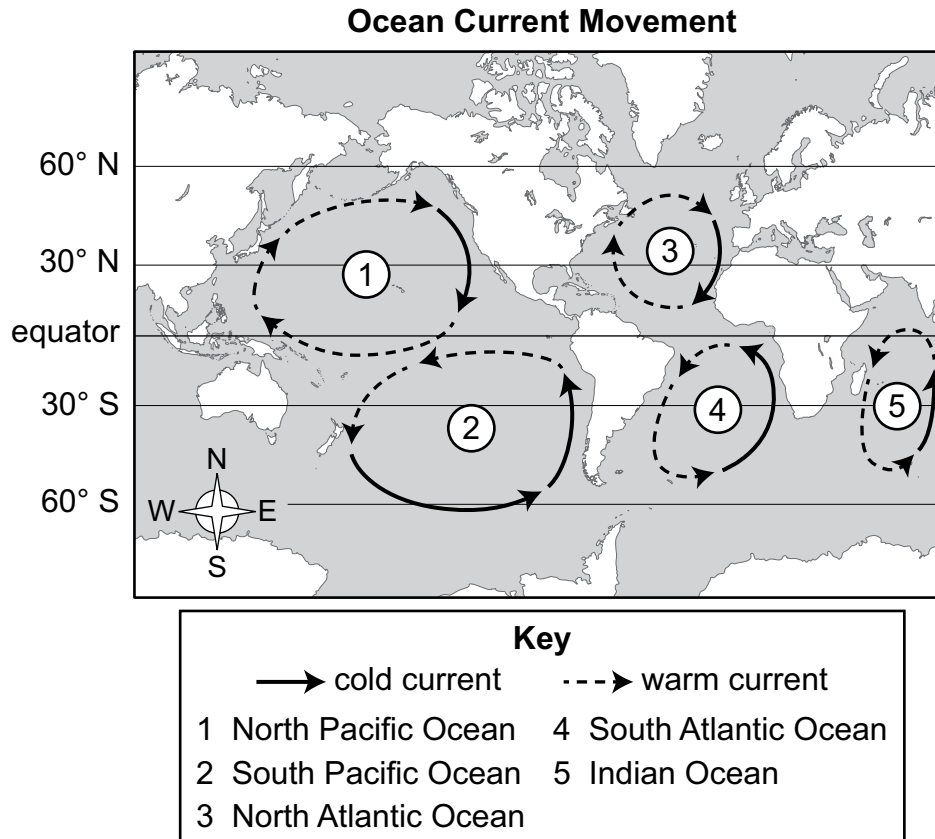 Ocean Current Movement
60° N
30° N
equator
30° S
60° S
1
2
3
4
5
N
W E
S
Key
cold current warm current
1 North Pacific Ocean 4 South Atlantic Ocean
2 South Pacific Ocean 5 Indian Ocean
3 North Atlantic Ocean